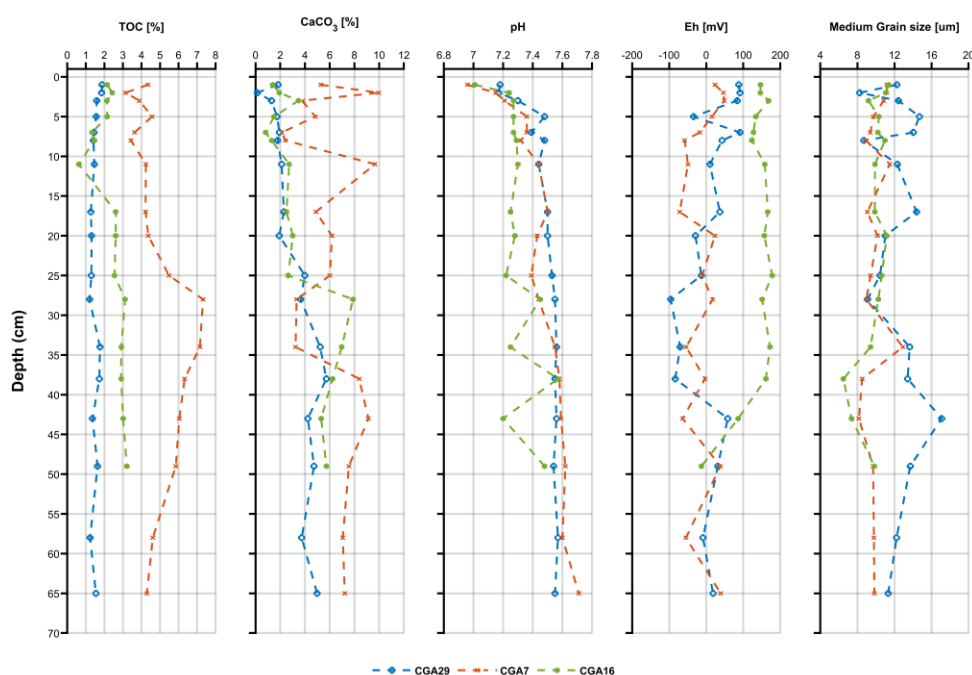 TOC [%]
CaCO3 [%]
pH
Eh [mV]
Medium Grain size [um]
0 1 2 3 4 5 6 7 8
0 2 4 6 8 10 12
6.8 7 7.2 7.4 7.6 7.8
-200 -100 0 100 200
4 8 12 16 20
Depth (cm)
0
5
10
15
20
25
30
35
40
45
50
55
60
65
70
CGA29 CGA7 CGA16